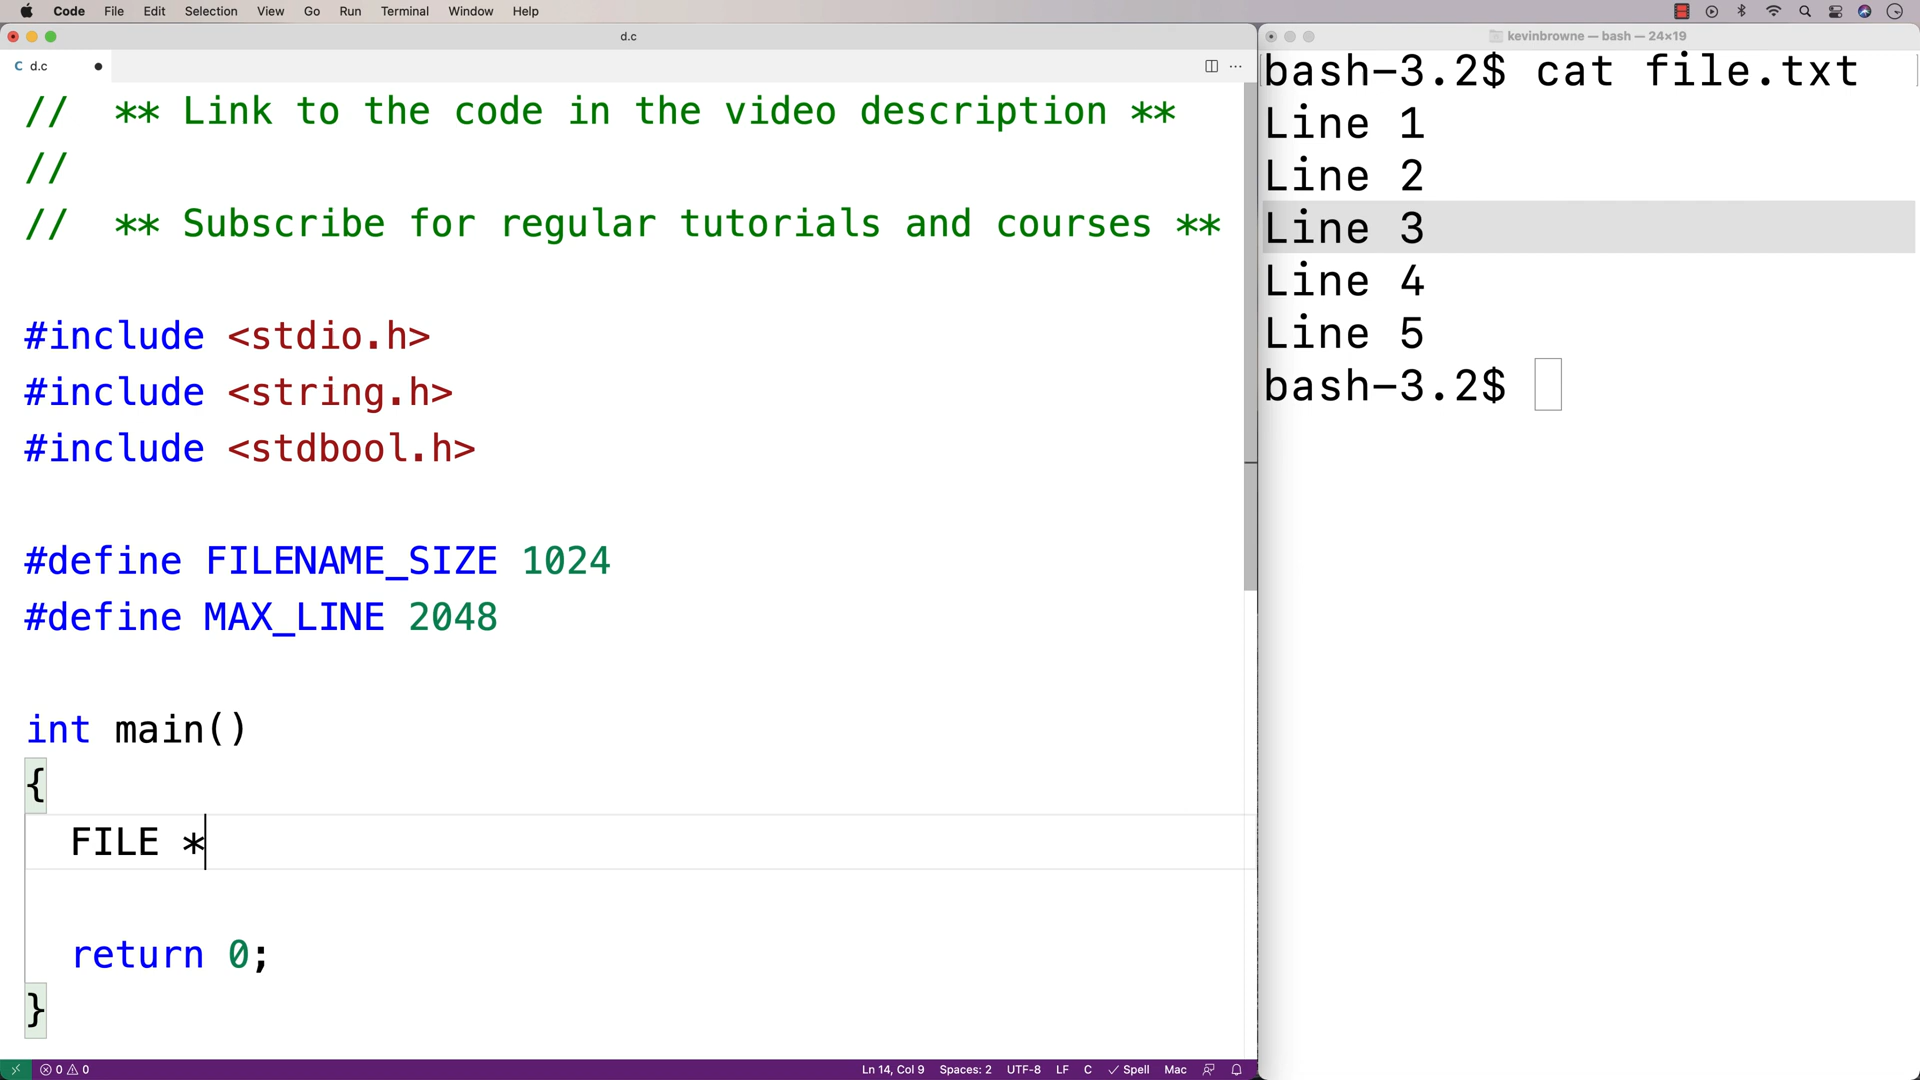 Code File Edit Selection View Go Run Terminal Window Help
d.c
C d.c
// ** Link to the code in the video description **
//
// ** Subscribe for regular tutorials and courses **
#include <stdio.h>
#include <string.h>
#include <stdbool.h>
#define FILENAME_SIZE 1024
#define MAX_LINE 2048
int main()
{
FILE *
return 0;
}
0 0
Ln 14, Col 9 Spaces: 2 UTF-8 LF C Spell Mac
kevinbrowne — bash — 24×19
bash-3.2$ cat file.txt
Line 1
Line 2
Line 3
Line 4
Line 5
bash-3.2$